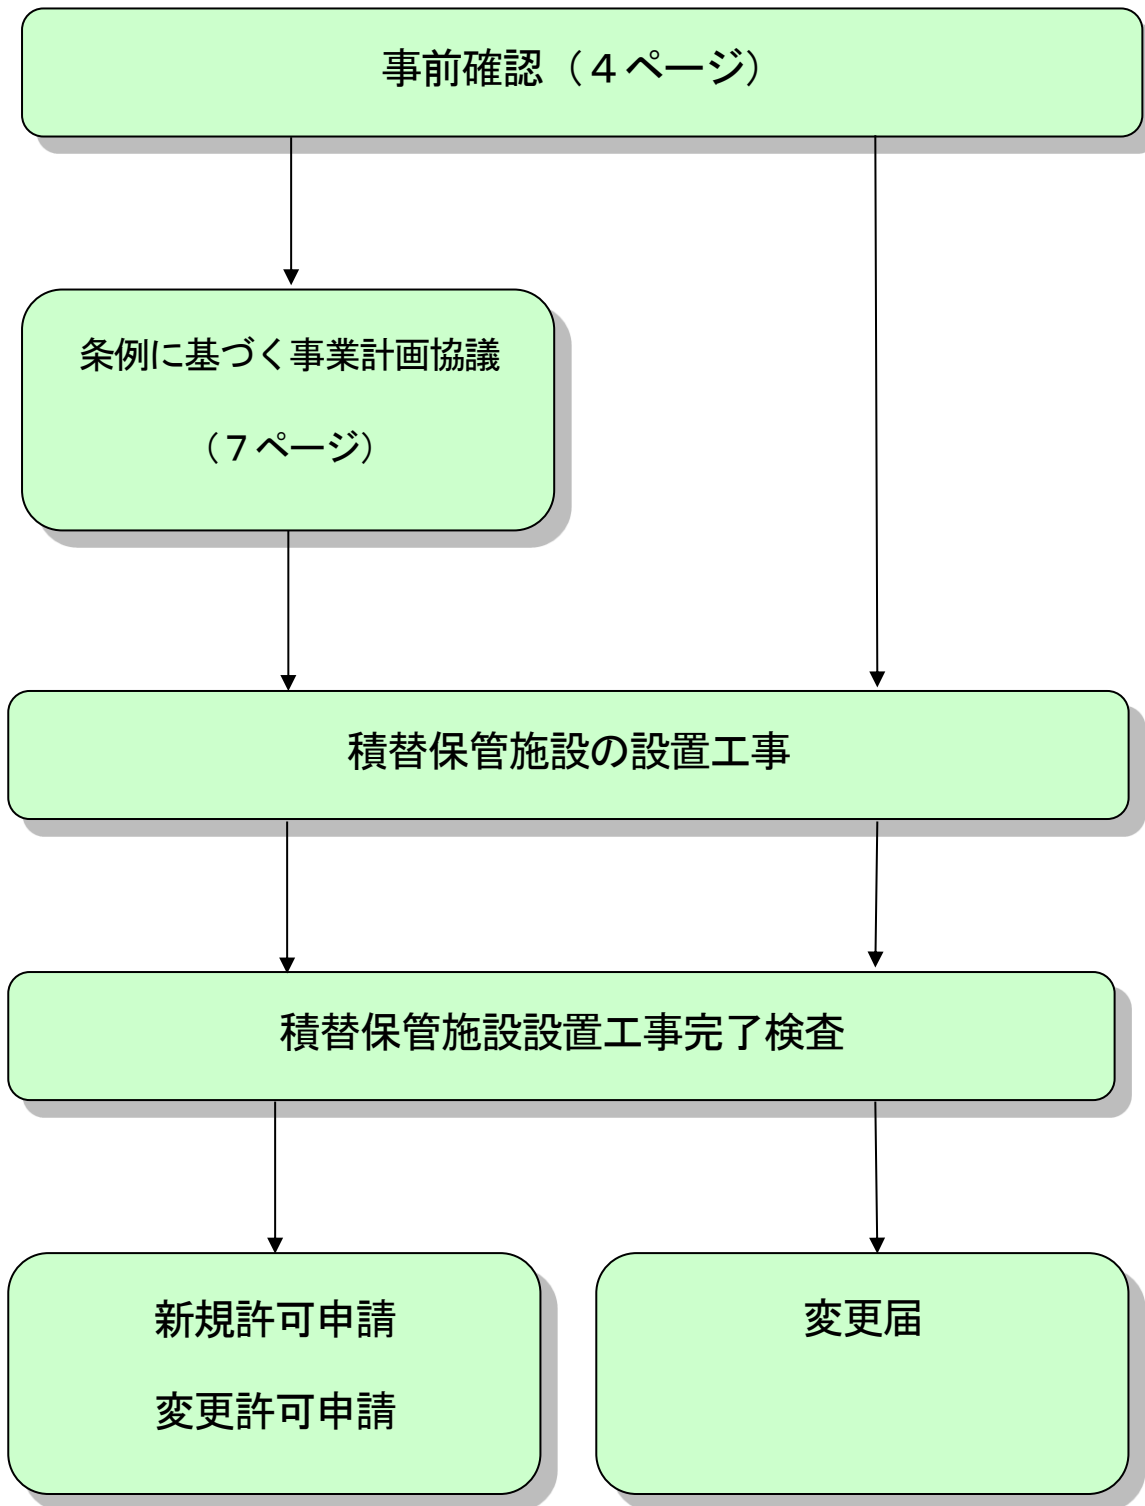 事前確認（４ページ）
条例に基づく事業計画協議
（７ページ）
積替保管施設の設置工事
積替保管施設設置工事完了検査
新規許可申請
変更許可申請
変更届